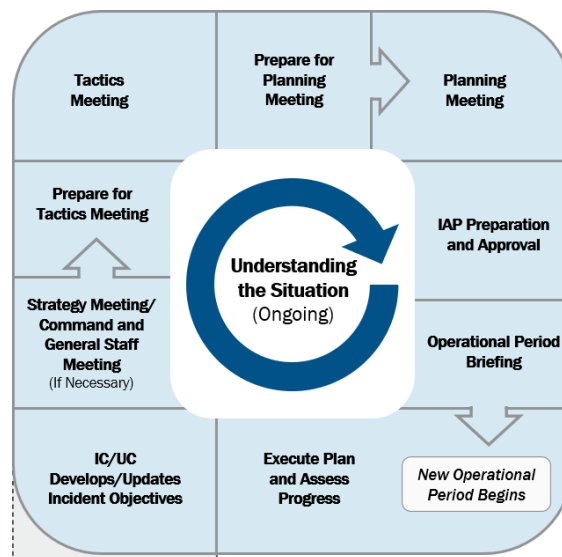 Tactics
Meeting
Prepare for
Planning
Meeting
Planning
Meeting
Prepare for
Tactics Meeting
IAP Preparation
and Approval
Understanding
the Situation
(Ongoing)
Strategy Meeting/
Command and
General Staff
Meeting
(If Necessary)
Operational Period
Briefing
IC/UC
Develops/Updates
Incident Objectives
Execute Plan
and Assess
Progress
New Operational
Period Begins